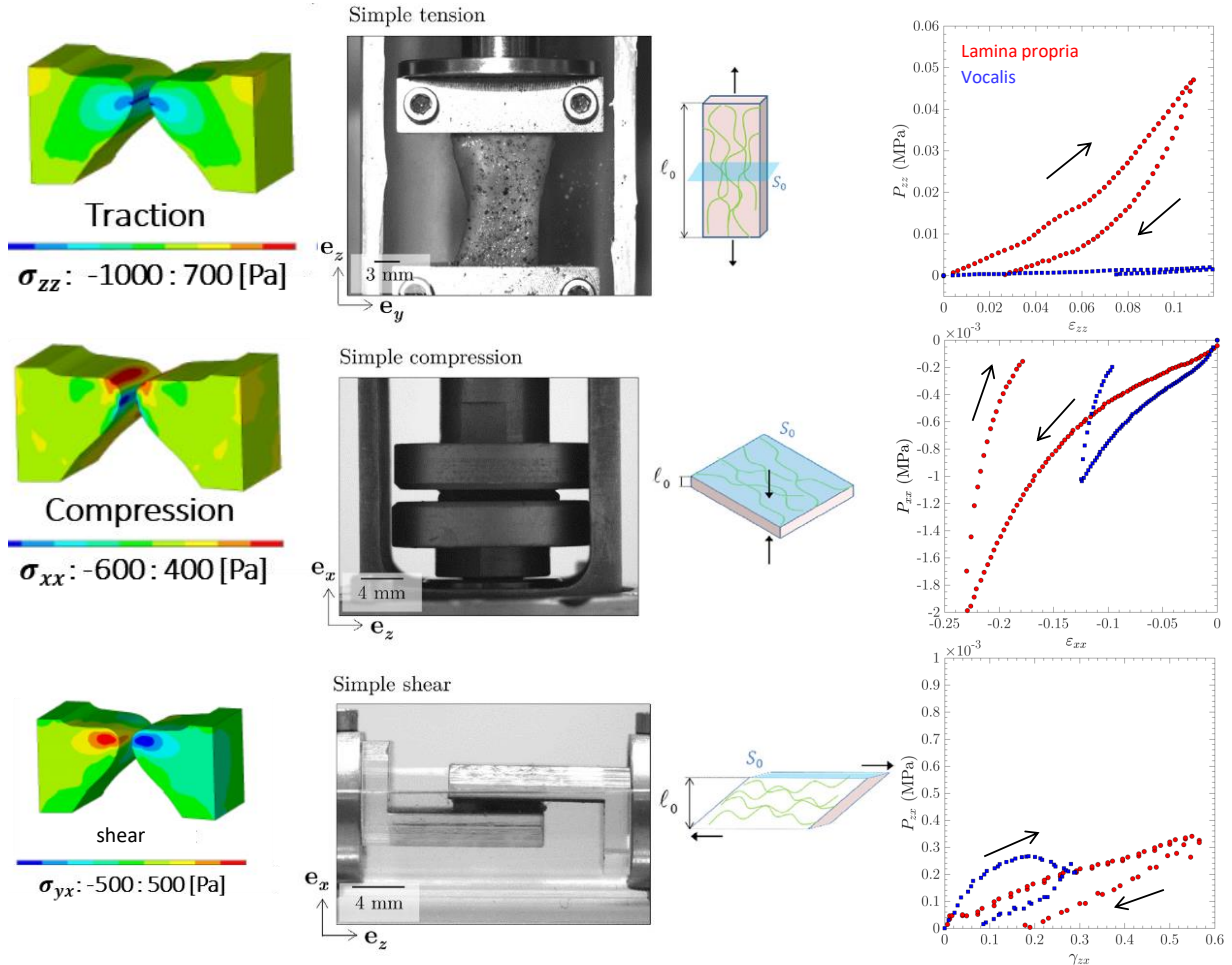 Simple tension
Traction
σzz: -1000 : 700 [Pa]
ez
3 mm
ey
ℓ0
S0
Lamina propria
Vocalis
0.06
0.05
0.04
0.03
0.02
0.01
0
0
0.02
0.04
0.06
0.08
0.1
Pzz (MPa)
εzz
Simple compression
Compression
σxx: -600 : 400 [Pa]
ex
4 mm
ez
S0
ℓ0
×10⁻³
0
-0.2
-0.4
-0.6
-0.8
-1
-1.2
-1.4
-1.6
-1.8
-2
-0.25
-0.2
-0.15
-0.1
-0.05
0
Pxx (MPa)
εxx
Simple shear
shear
σyx: -500 : 500 [Pa]
ex
4 mm
ez
S0
ℓ0
×10⁻³
1
0.9
0.8
0.7
0.6
0.5
0.4
0.3
0.2
0.1
0
0
0.1
0.2
0.3
0.4
0.5
0.6
Pzx (MPa)
γzx